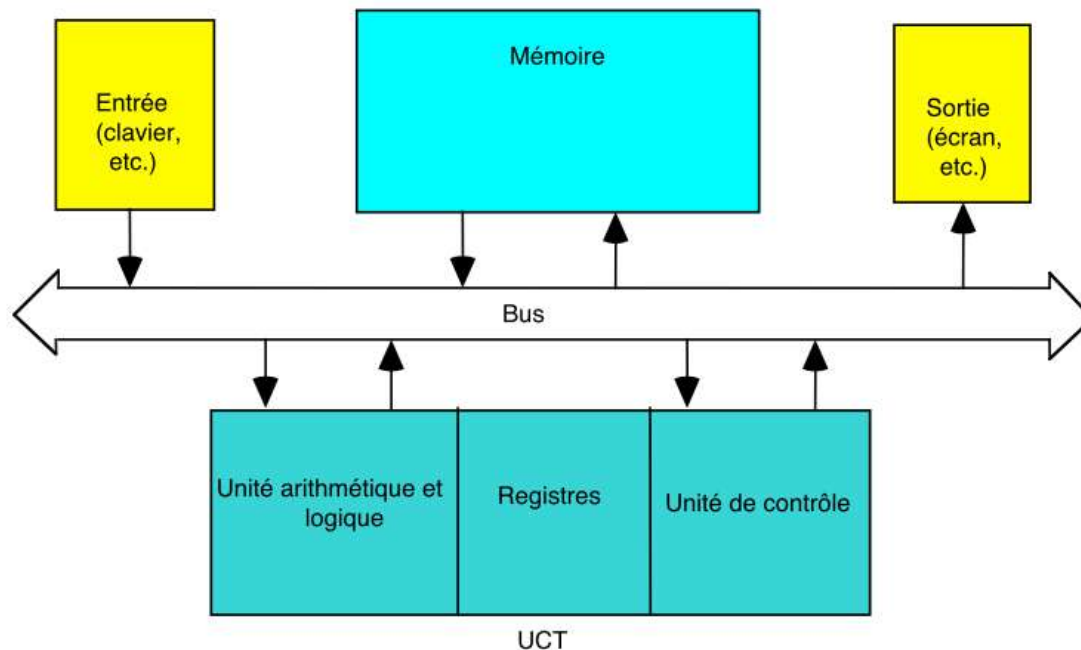 Entrée
(clavier,
etc.)
Mémoire
Sortie
(écran,
etc.)
Bus
Unité arithmétique et
logique
Registres
Unité de contrôle
UCT